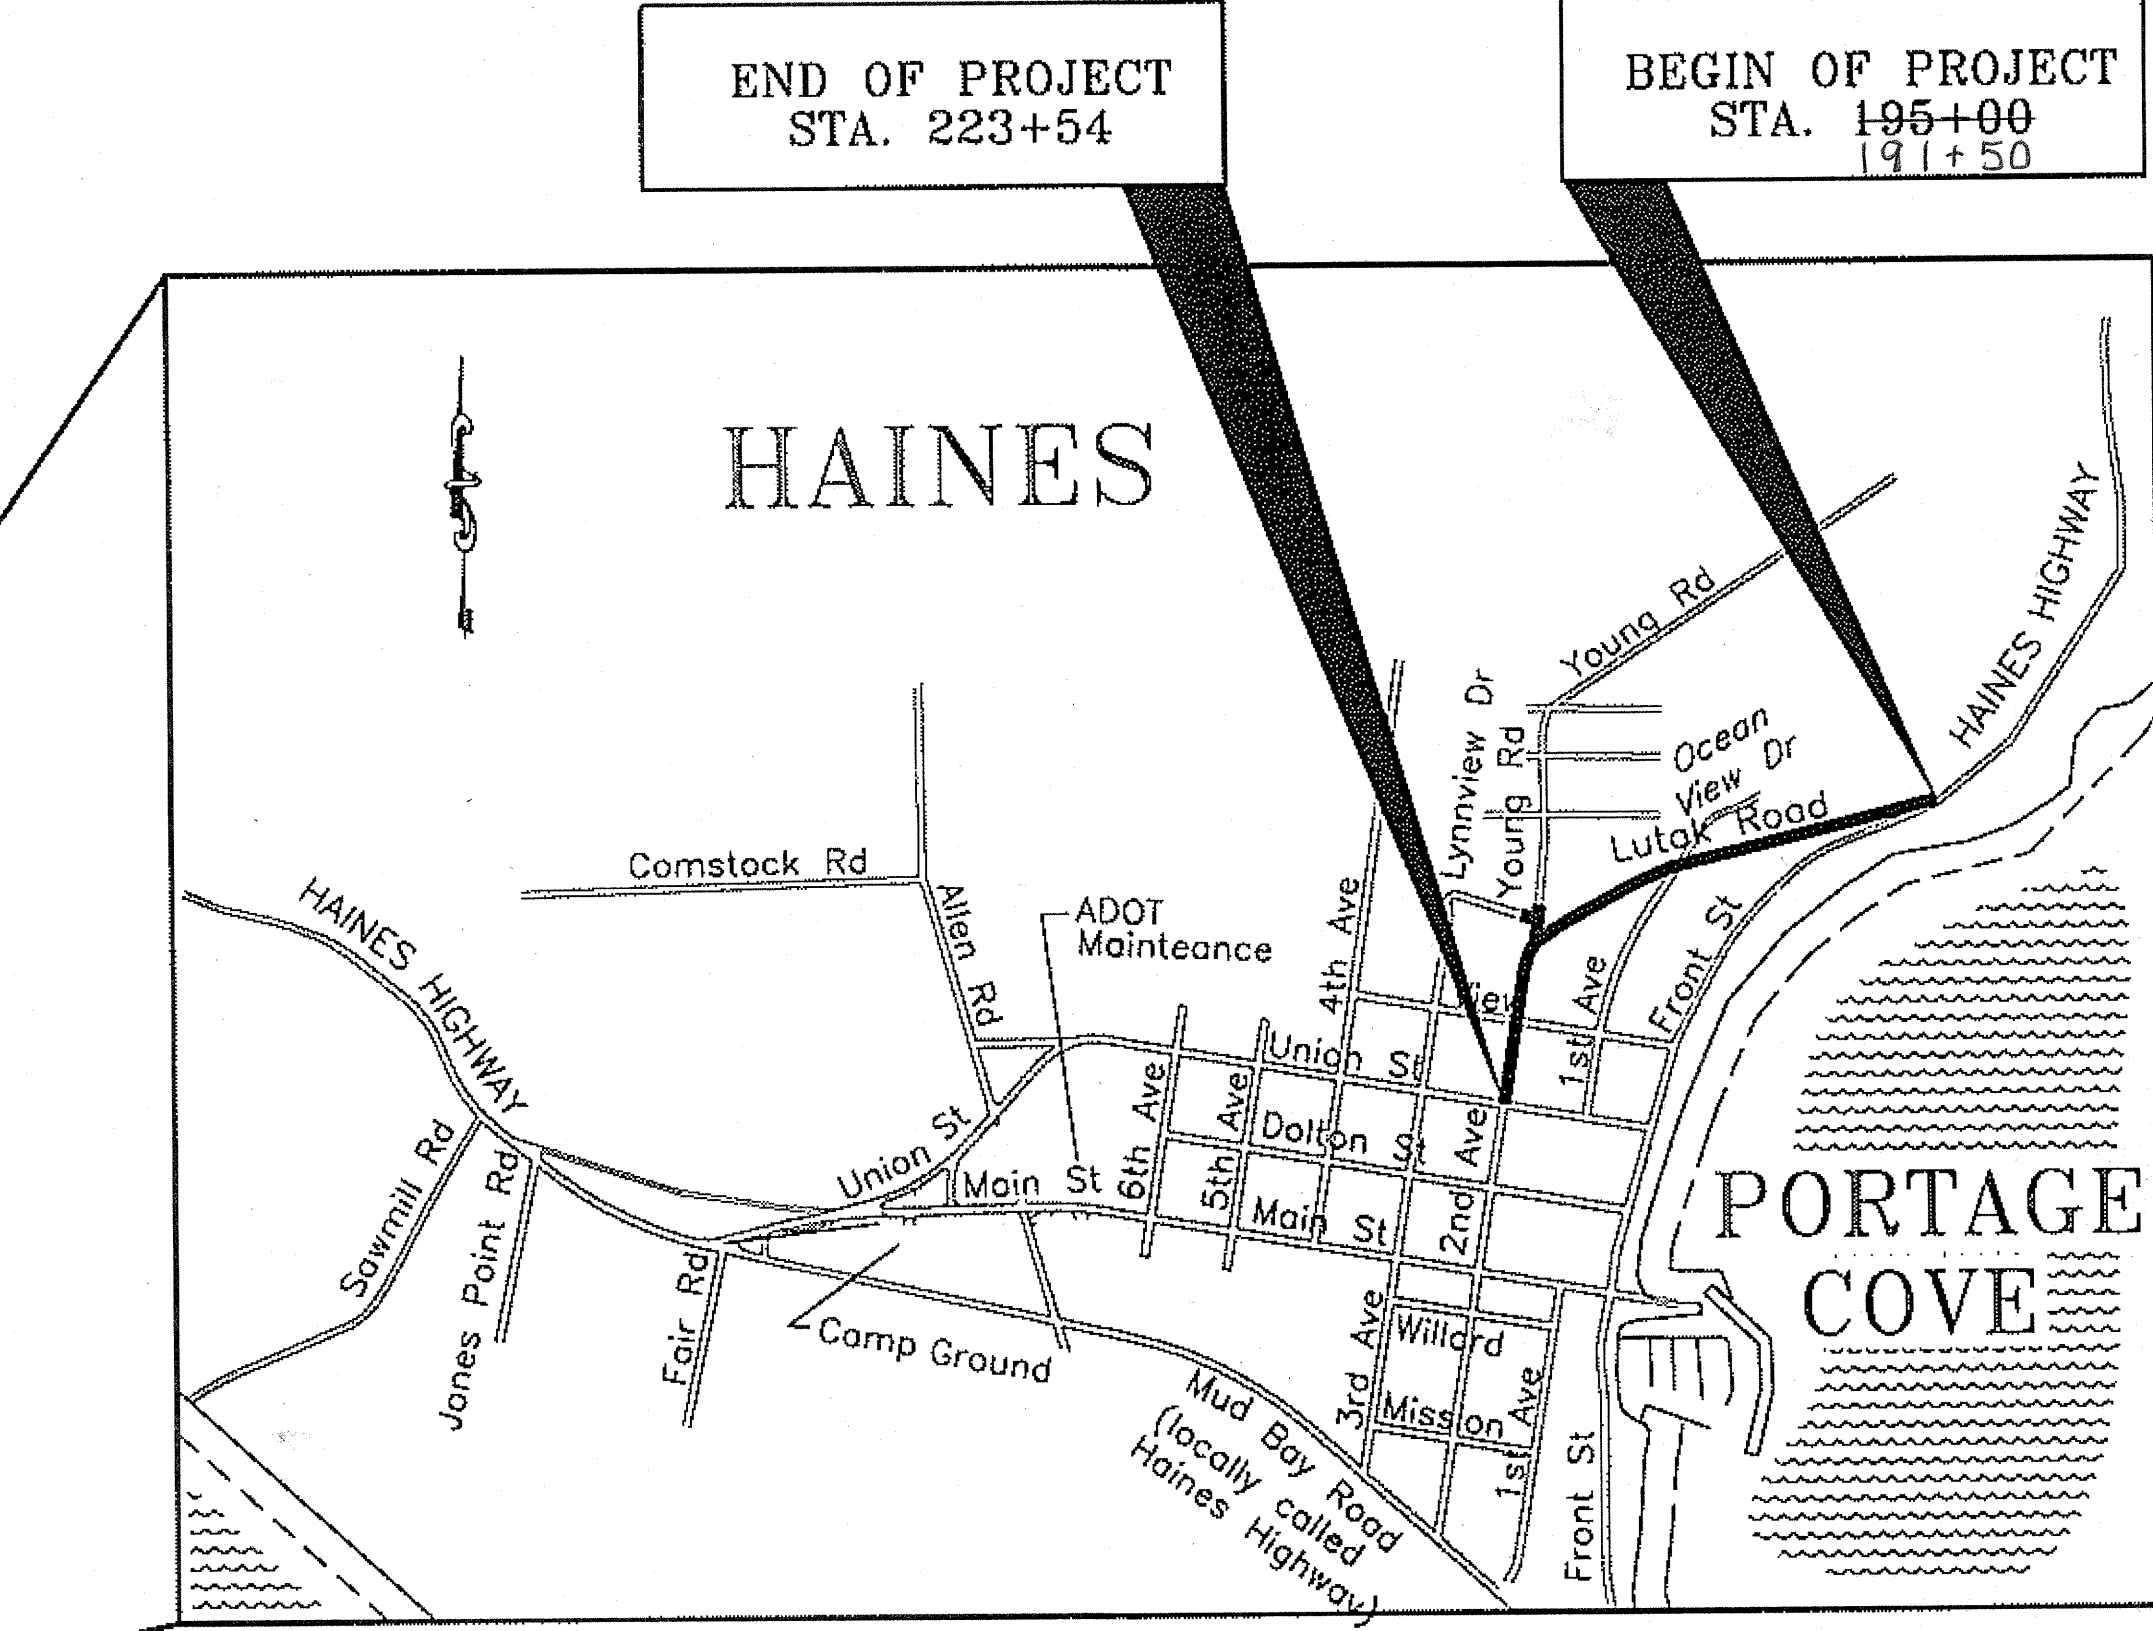 END OF PROJECT
STA. 223+54
BEGIN OF PROJECT
STA. 195+00
191+50
HAINES
HAINES HIGHWAY
Young Rd
Lynnview Dr
Young Rd
Ocean
View Dr
Lutak Road
Comstock Rd
Allen Rd
ADOT
Mainteance
HAINES HIGHWAY
4th Ave
View
1st Ave
Front St
Union St
6th Ave
5th Ave
Dolton St
2nd Ave
Union St
Main St
Main St
Sawmill Rd
Jones Point Rd
Fair Rd
Camp Ground
PORTAGE
COVE
3rd Ave
Willard
Mission
1st Ave
Front St
Mud Bay Road
(locally called
Haines Highway)